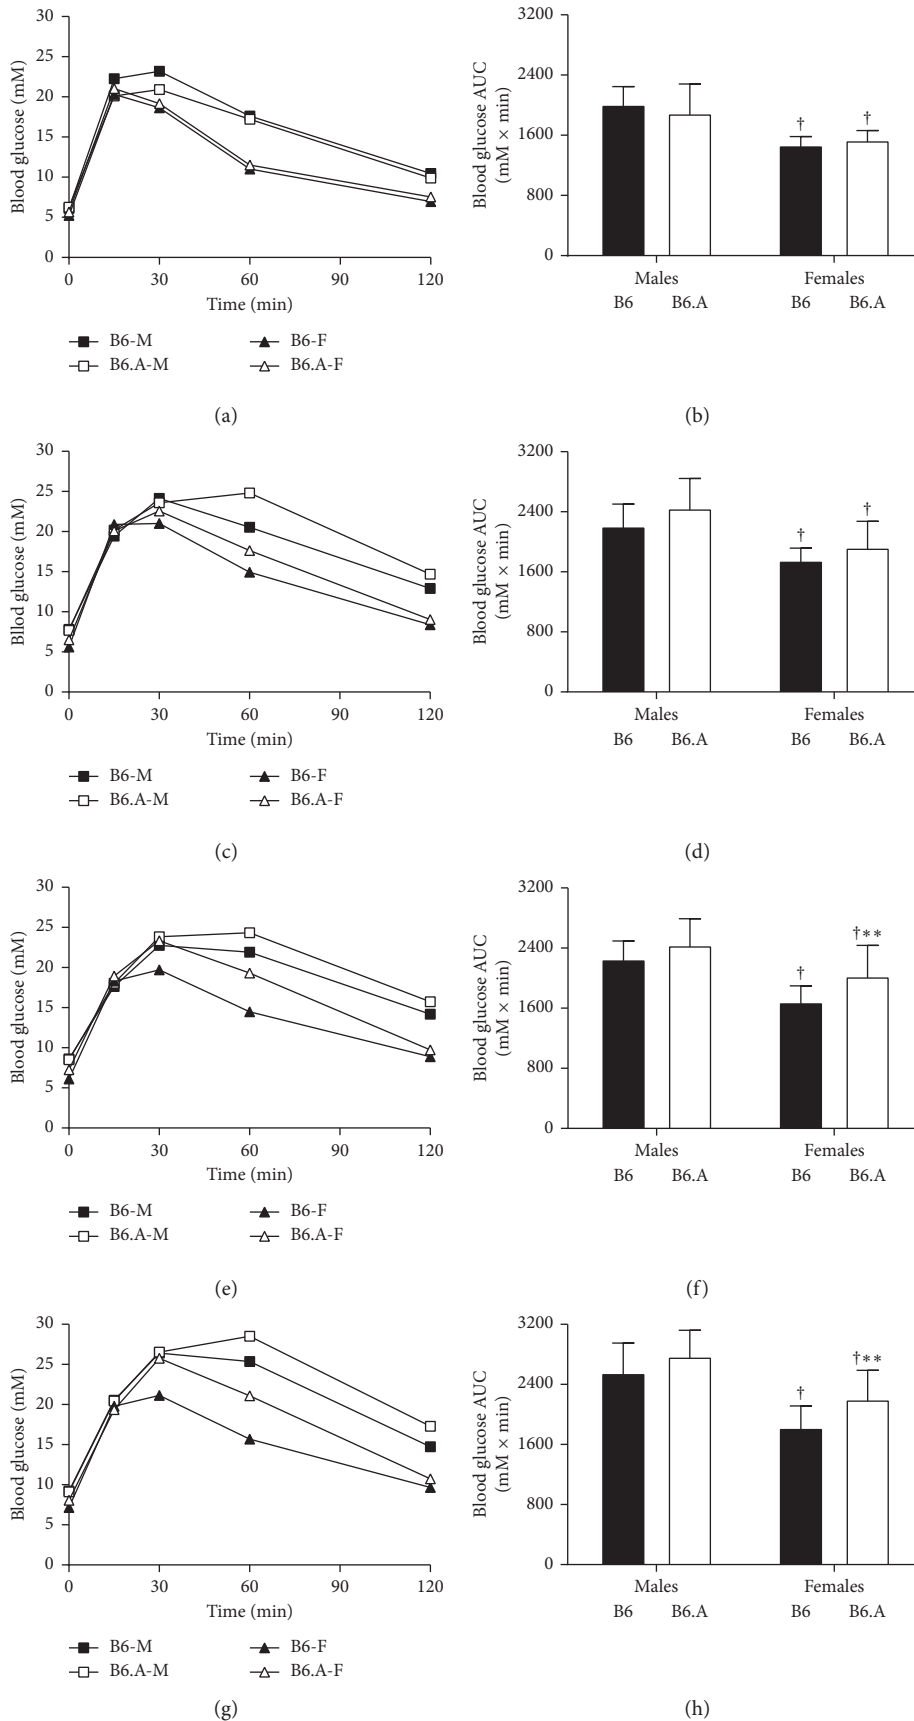 30
25
20
15
10
5
0
Blood glucose (mM)
0 30 60 90 120
Time (min)
B6-M B6-F
B6.A-M B6.A-F
(a)
3200
2400
1600
800
0
Blood glucose AUC
(mM × min)
† †
Males Females
B6 B6.A B6 B6.A
(b)
30
25
20
15
10
5
0
Bllod glucose (mM)
0 30 60 90 120
Time (min)
B6-M B6-F
B6.A-M B6.A-F
(c)
3200
2400
1600
800
0
Blood glucose AUC
(mM × min)
† †
Males Females
B6 B6.A B6 B6.A
(d)
30
25
20
15
10
5
0
Blood glucose (mM)
0 30 60 90 120
Time (min)
B6-M B6-F
B6.A-M B6.A-F
(e)
3200
2400
1600
800
0
Blood glucose AUC
(mM × min)
† †**
Males Females
B6 B6.A B6 B6.A
(f)
30
25
20
15
10
5
0
Blood glucose (mM)
0 30 60 90 120
Time (min)
B6-M B6-F
B6.A-M B6.A-F
(g)
3200
2400
1600
800
0
Blood glucose AUC
(mM × min)
† †**
Males Females
B6 B6.A B6 B6.A
(h)